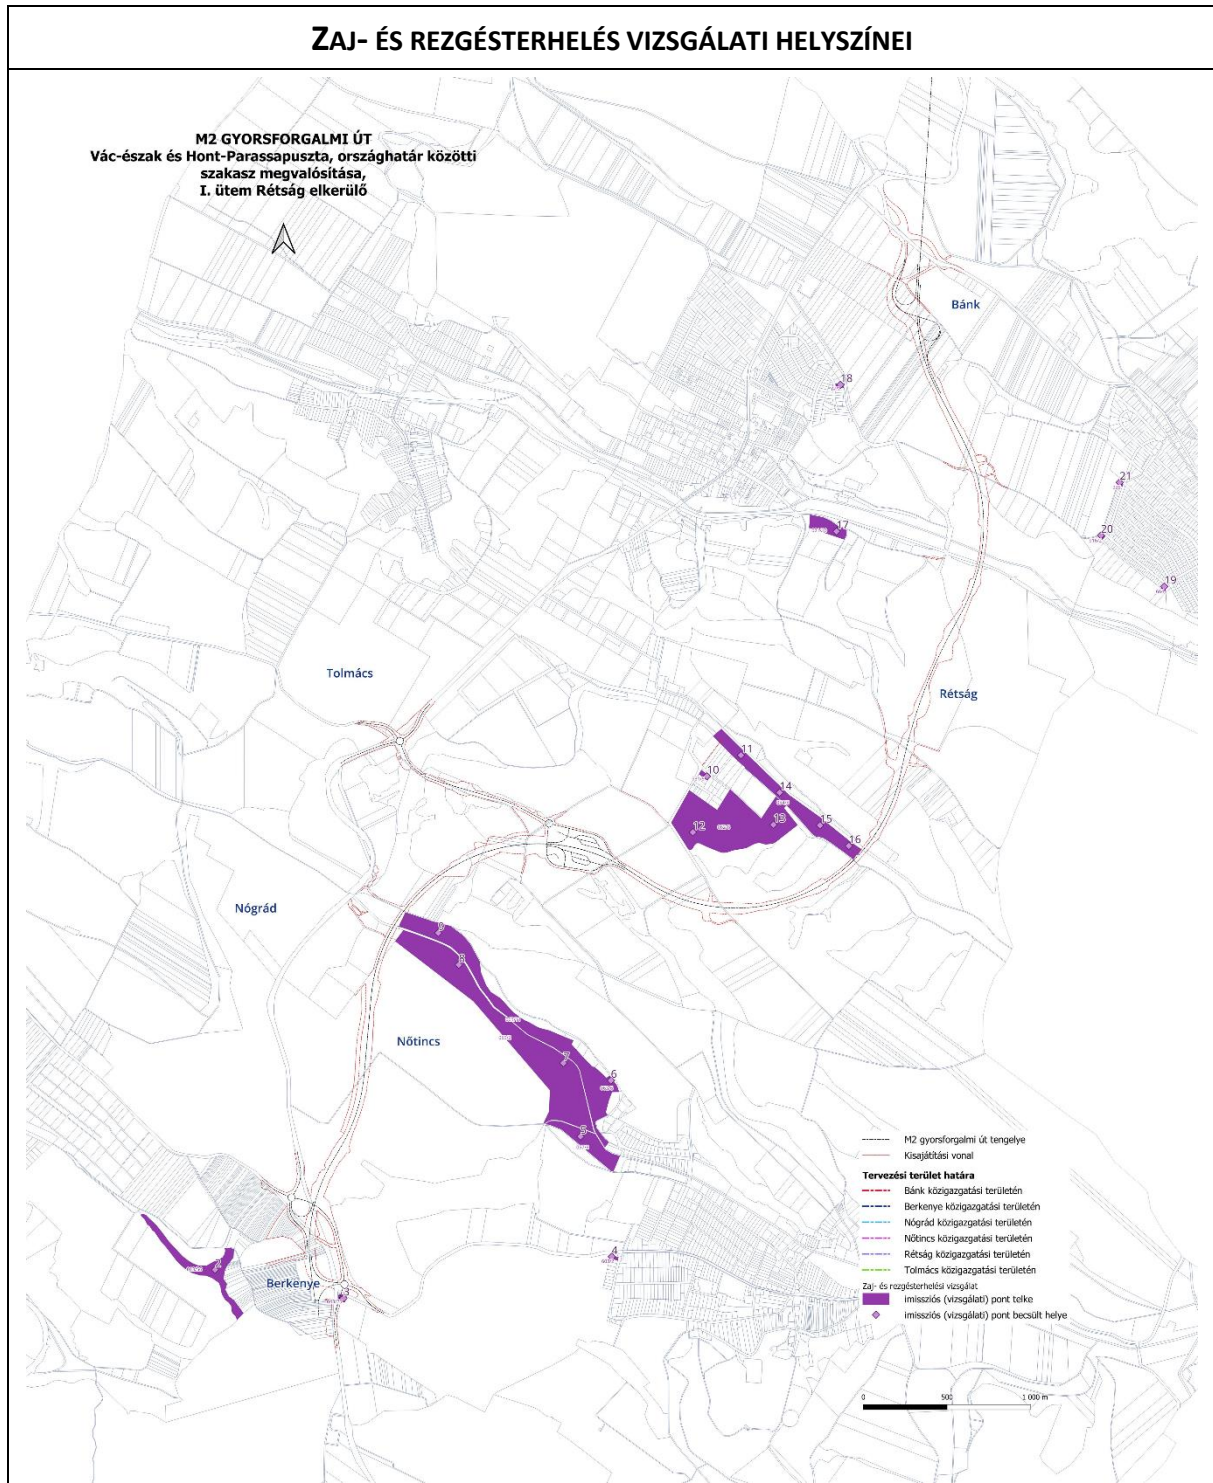 ZAJ- ÉS REZGÉSTERHELÉS VIZSGÁLATI HELYSZÍNEI
M2 GYORSFORGALMI ÚT
Vác-észak és Hont-Parassapuszta, országhatár közötti
szakasz megvalósítása,
I. ütem Rétság elkerülő
Bánk
18
21
17
20
19
Tolmács
Rétság
11
10
14
12
13
15
16
Nógrád
9
8
Nőtincs
7
6
5
4
2
Berkenye
3
M2 gyorsforgalmi út tengelye
Kisajátítási vonal
Tervezési terület határa
Bánk közigazgatási területén
Berkenye közigazgatási területén
Nógrád közigazgatási területén
Nőtincs közigazgatási területén
Rétság közigazgatási területén
Tolmács közigazgatási területén
Zaj- és rezgésterhelési vizsgálat
imissziós (vizsgálati) pont telke
imissziós (vizsgálati) pont becsült helye
0 500 1 000 m